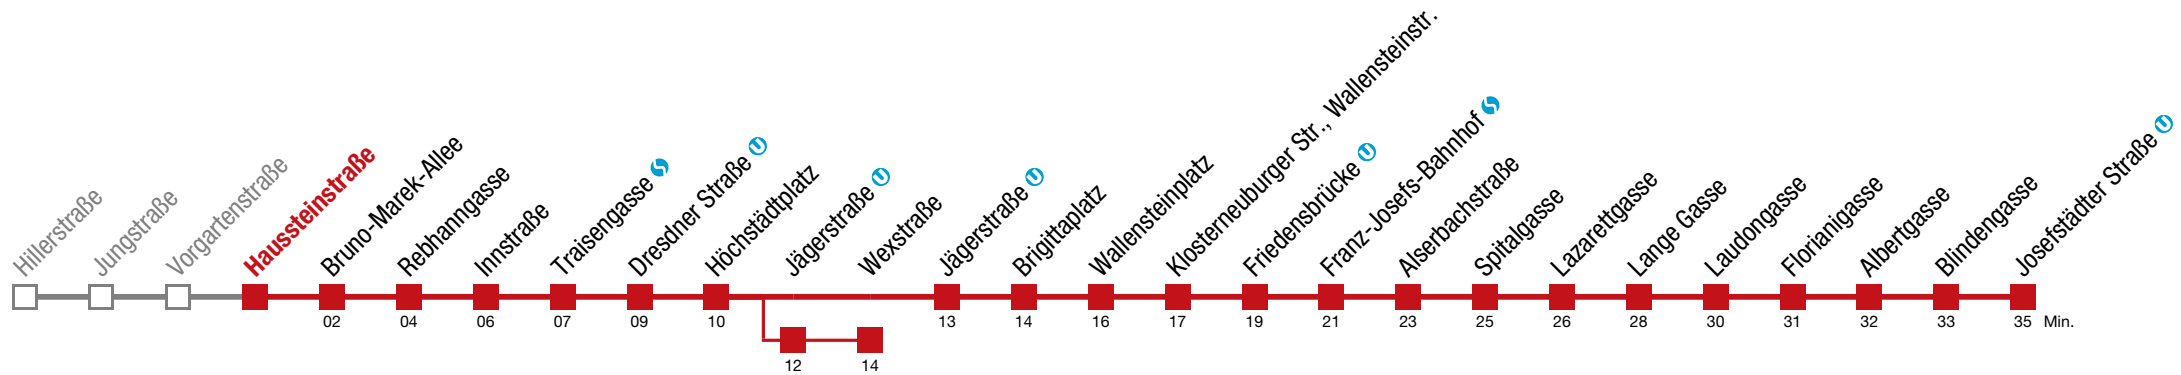 Hillerstraße
Jungstraße
Vorgartenstraße
Haussteinstraße
Bruno-Marek-Allee
Rebhanngasse
Innstraße
Traisengasse
Dresdner Straße
Höchstädtplatz
Jägerstraße
Wexstraße
Jägerstraße
Brigittaplatz
Wallensteinplatz
Klosterneuburger Str., Wallensteinstr.
Friedensbrücke
Franz-Josefs-Bahnhof
Alserbachstraße
Spitalgasse
Lazarettgasse
Lange Gasse
Laudongasse
Florianigasse
Albertgasse
Blindengasse
Josefstädter Straße
02 04 06 07 09 10 13 14 16 17 19 21 23 25 26 28 30 31 32 33 35 Min.
12 14